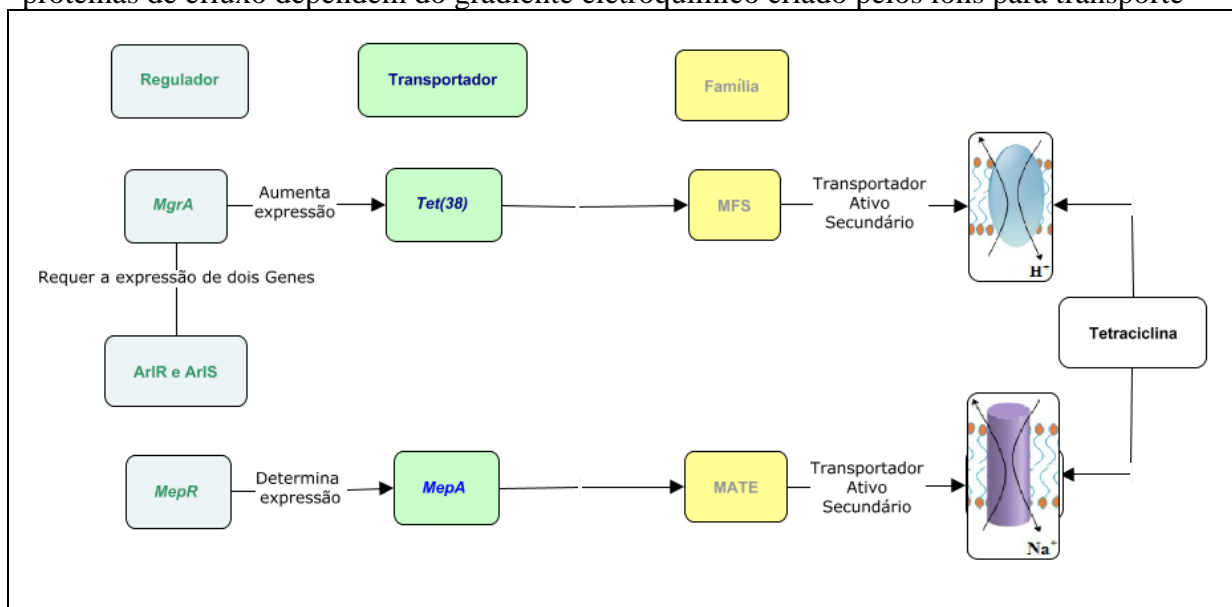 proteínas de efluxo dependem do gradiente eletroquímico criado pelos íons para transporte
Regulador
Transportador
Família
MgrA
Aumenta
expressão
Tet(38)
MFS
Transportador
Ativo
Secundário
H+
Requer a expressão de dois Genes
ArlR e ArlS
Tetraciclina
MepR
Determina
expressão
MepA
MATE
Transportador
Ativo
Secundário
Na+